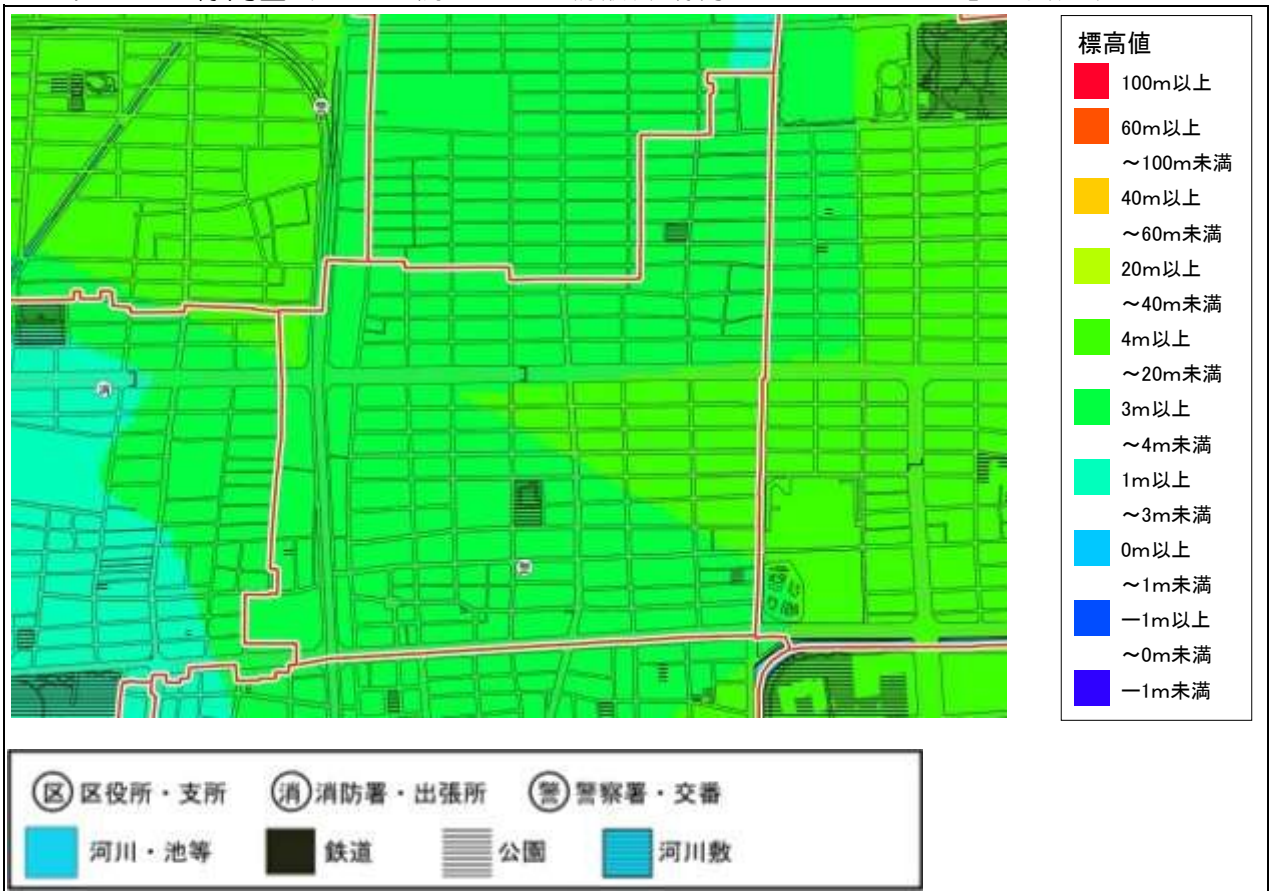 標高値
100m以上
60m以上
～100m未満
40m以上
～60m未満
20m以上
～40m未満
4m以上
～20m未満
3m以上
～4m未満
1m以上
～3m未満
0m以上
～1m未満
－1m以上
～0m未満
－1m未満
警
消
警
区 区役所・支所 消 消防署・出張所 警 警察署・交番
河川・池等 鉄道 公園 河川敷